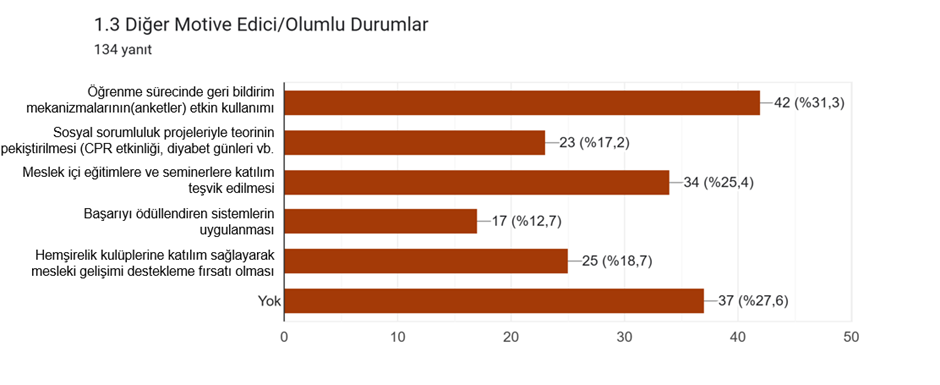 1.3 Diğer Motive Edici/Olumlu Durumlar
134 yanıt
Öğrenme sürecinde geri bildirim
mekanizmalarının(anketler) etkin kullanımı
42 (%31,3)
Sosyal sorumluluk projeleriyle teorinin
pekiştirilmesi (CPR etkinliği, diyabet günleri vb.
23 (%17,2)
Meslek içi eğitimlere ve seminerlere katılım
teşvik edilmesi
34 (%25,4)
Başarıyı ödüllendiren sistemlerin
uygulanması
17 (%12,7)
Hemşirelik kulüplerine katılım sağlayarak
mesleki gelişimi destekleme fırsatı olması
25 (%18,7)
Yok
37 (%27,6)
0 10 20 30 40 50